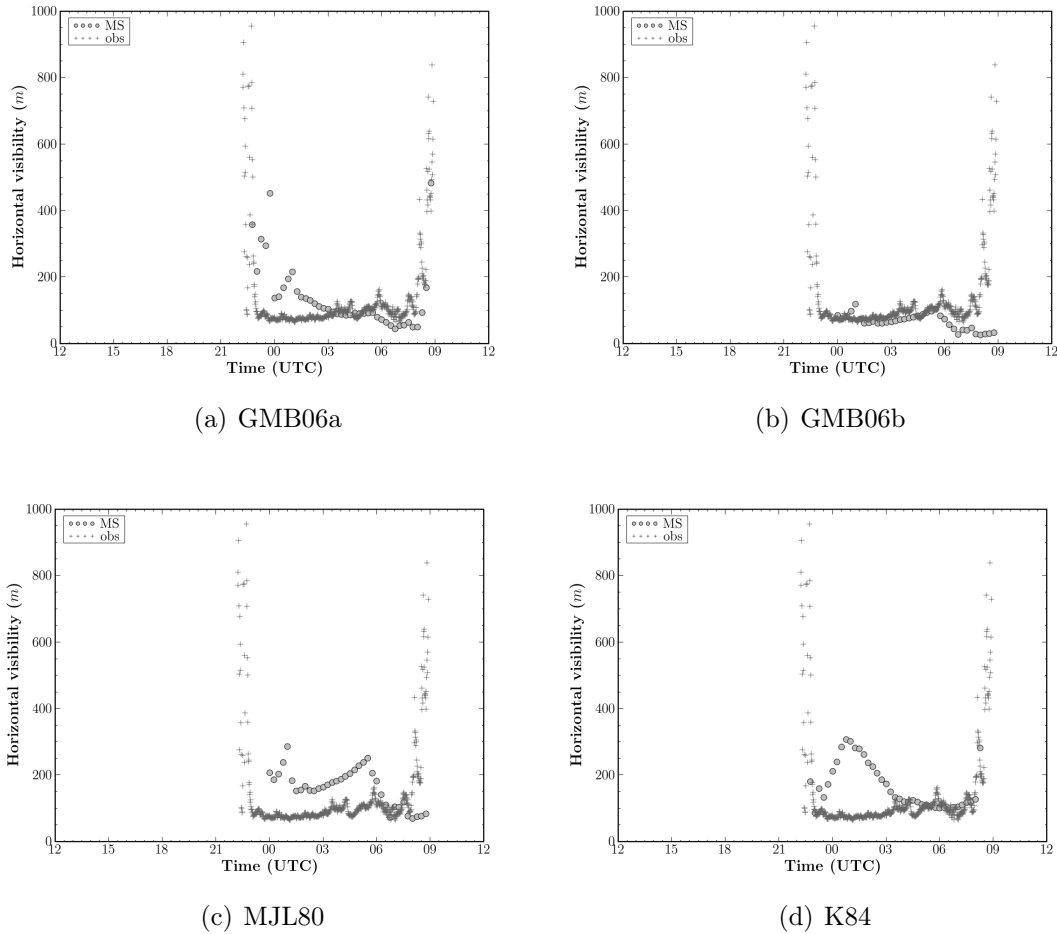 1000
800
600
400
200
0
Horizontal visibility (m)
MS
obs
12 15 18 21 00 03 06 09 12
Time (UTC)
(a) GMB06a
1000
800
600
400
200
0
Horizontal visibility (m)
MS
obs
12 15 18 21 00 03 06 09 12
Time (UTC)
(b) GMB06b
1000
800
600
400
200
0
Horizontal visibility (m)
MS
obs
12 15 18 21 00 03 06 09 12
Time (UTC)
(c) MJL80
1000
800
600
400
200
0
Horizontal visibility (m)
MS
obs
12 15 18 21 00 03 06 09 12
Time (UTC)
(d) K84